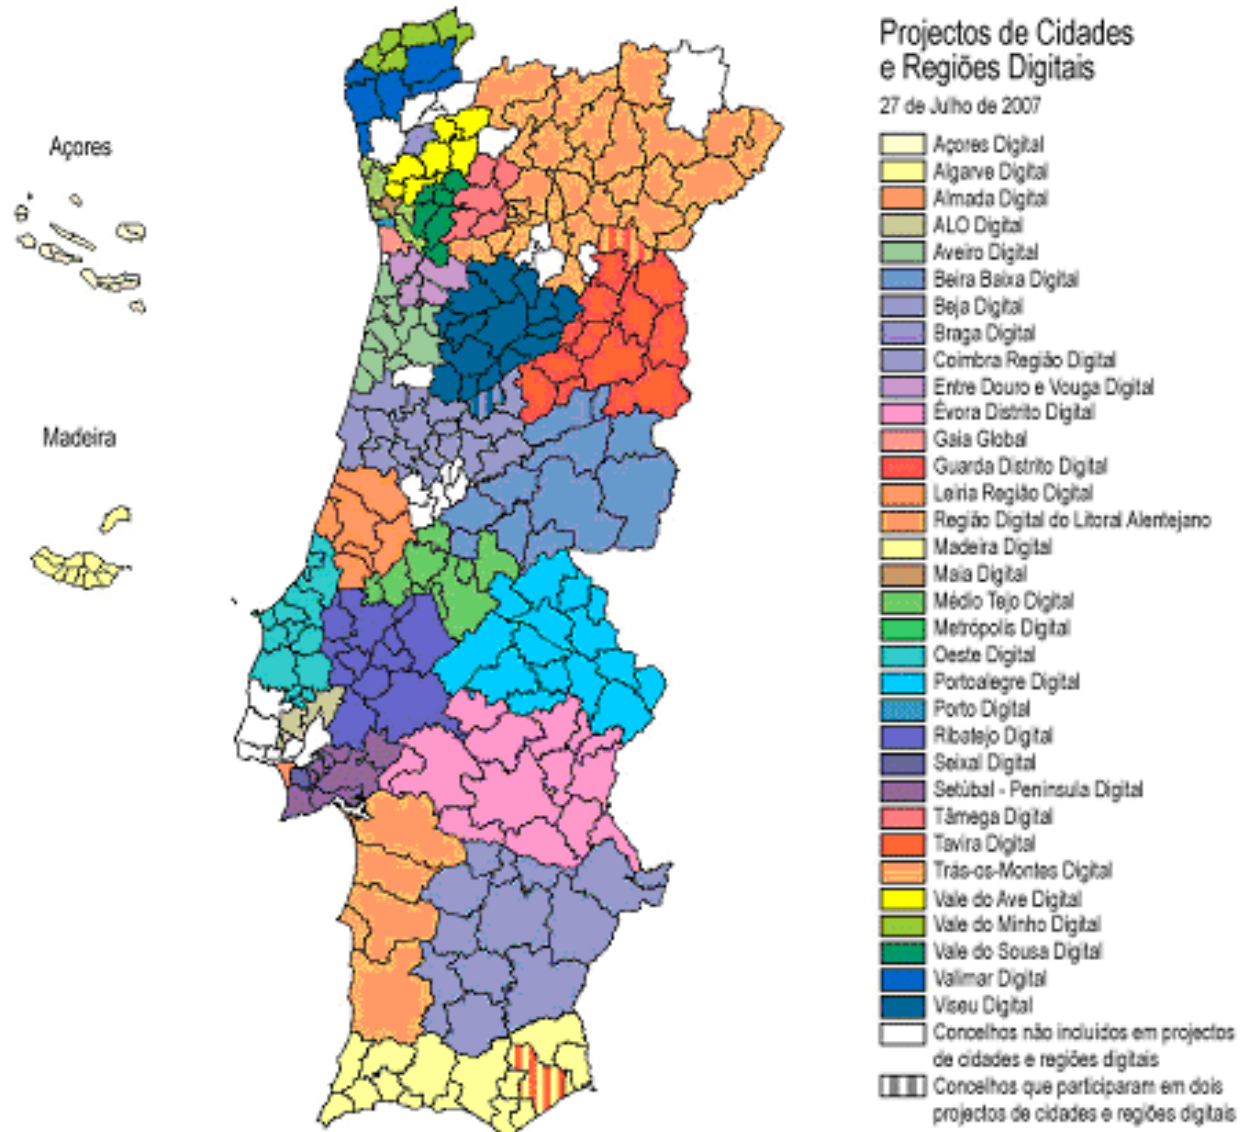 Projectos de Cidades
e Regiões Digitais
27 de Julho de 2007
Açores
Madeira
Açores Digital
Algarve Digital
Almada Digital
ALO Digital
Aveiro Digital
Beira Baixa Digital
Beja Digital
Braga Digital
Coimbra Região Digital
Entre Douro e Vouga Digital
Évora Distrito Digital
Gaia Global
Guarda Distrito Digital
Leiria Região Digital
Região Digital do Litoral Alentejano
Madeira Digital
Maia Digital
Médio Tejo Digital
Metrópolis Digital
Oeste Digital
Portoalegre Digital
Porto Digital
Ribatejo Digital
Seixal Digital
Setúbal - Península Digital
Tâmega Digital
Tavira Digital
Trás-os-Montes Digital
Vale do Ave Digital
Vale do Minho Digital
Vale do Sousa Digital
Valimar Digital
Viseu Digital
Concelhos não incluidos em projectos
de cidades e regiões digitais
Concelhos que participaram em dois
projectos de cidades e regiões digitais